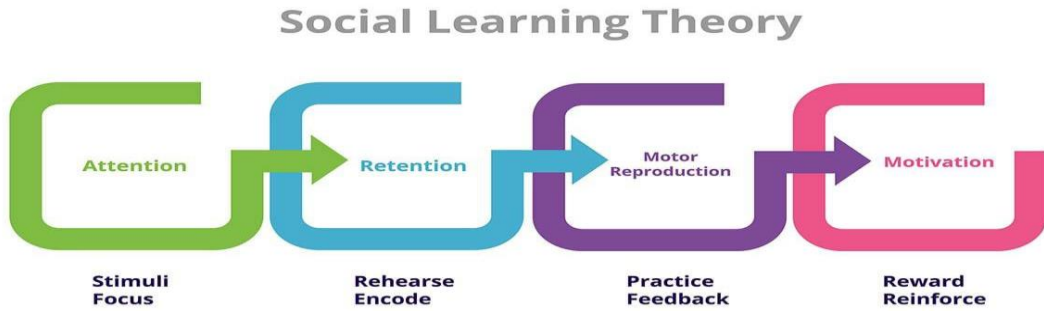 Social Learning Theory
Attention
Retention
Motor
Reproduction
Motivation
Stimuli
Focus
Rehearse
Encode
Practice
Feedback
Reward
Reinforce